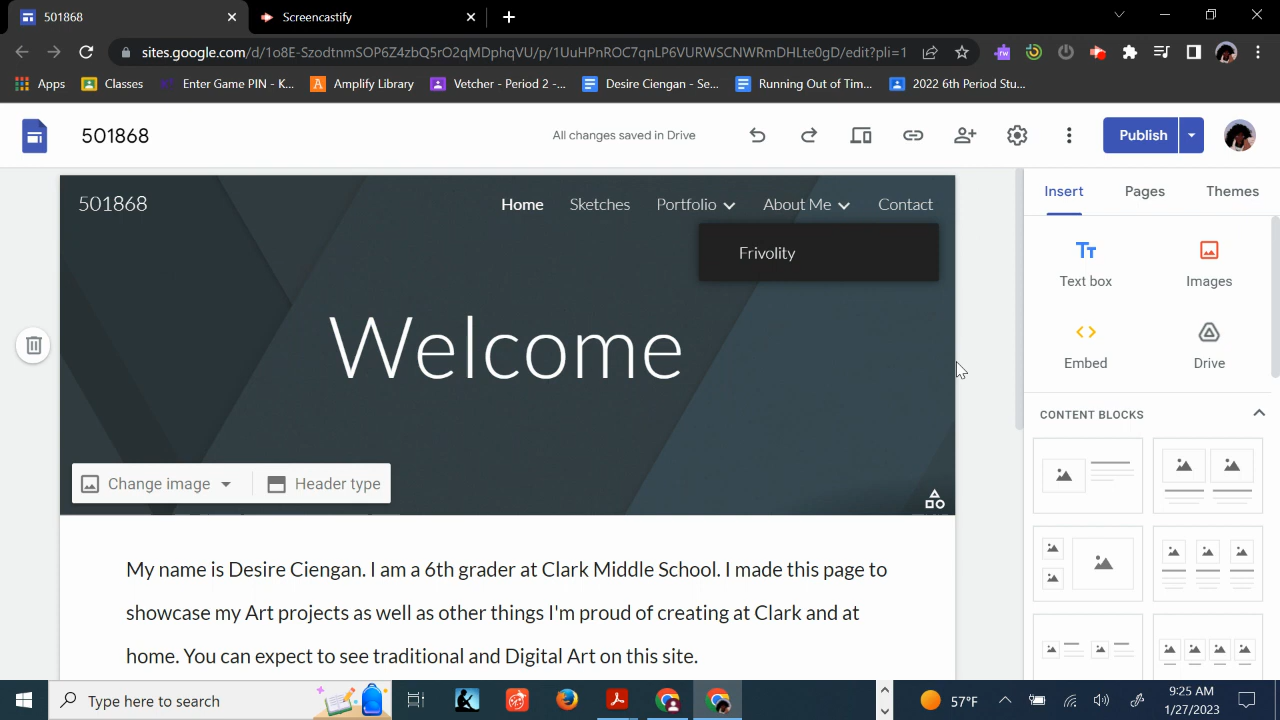 501868
Screencastify
sites.google.com/d/1o8E-SzodtnmSOP6Z4zbQ5rO2qMDphqVU/p/1UuHPnROC7qnLP6VURWSCNWRmDHLte0gD/edit?pli=1
Apps
Classes
Enter Game PIN - K...
Amplify Library
Vetcher - Period 2 -...
Desire Ciengan - Se...
Running Out of Tim...
2022 6th Period Stu...
501868
All changes saved in Drive
Publish
501868
Home
Sketches
Portfolio
About Me
Contact
Frivolity
Welcome
Change image
Header type
My name is Desire Ciengan. I am a 6th grader at Clark Middle School. I made this page to
showcase my Art projects as well as other things I'm proud of creating at Clark and at
home. You can expect to see traditional and Digital Art on this site.
Insert
Pages
Themes
Tт
Text box
Images
Embed
Drive
CONTENT BLOCKS
Type here to search
57°F
9:25 AM
1/27/2023